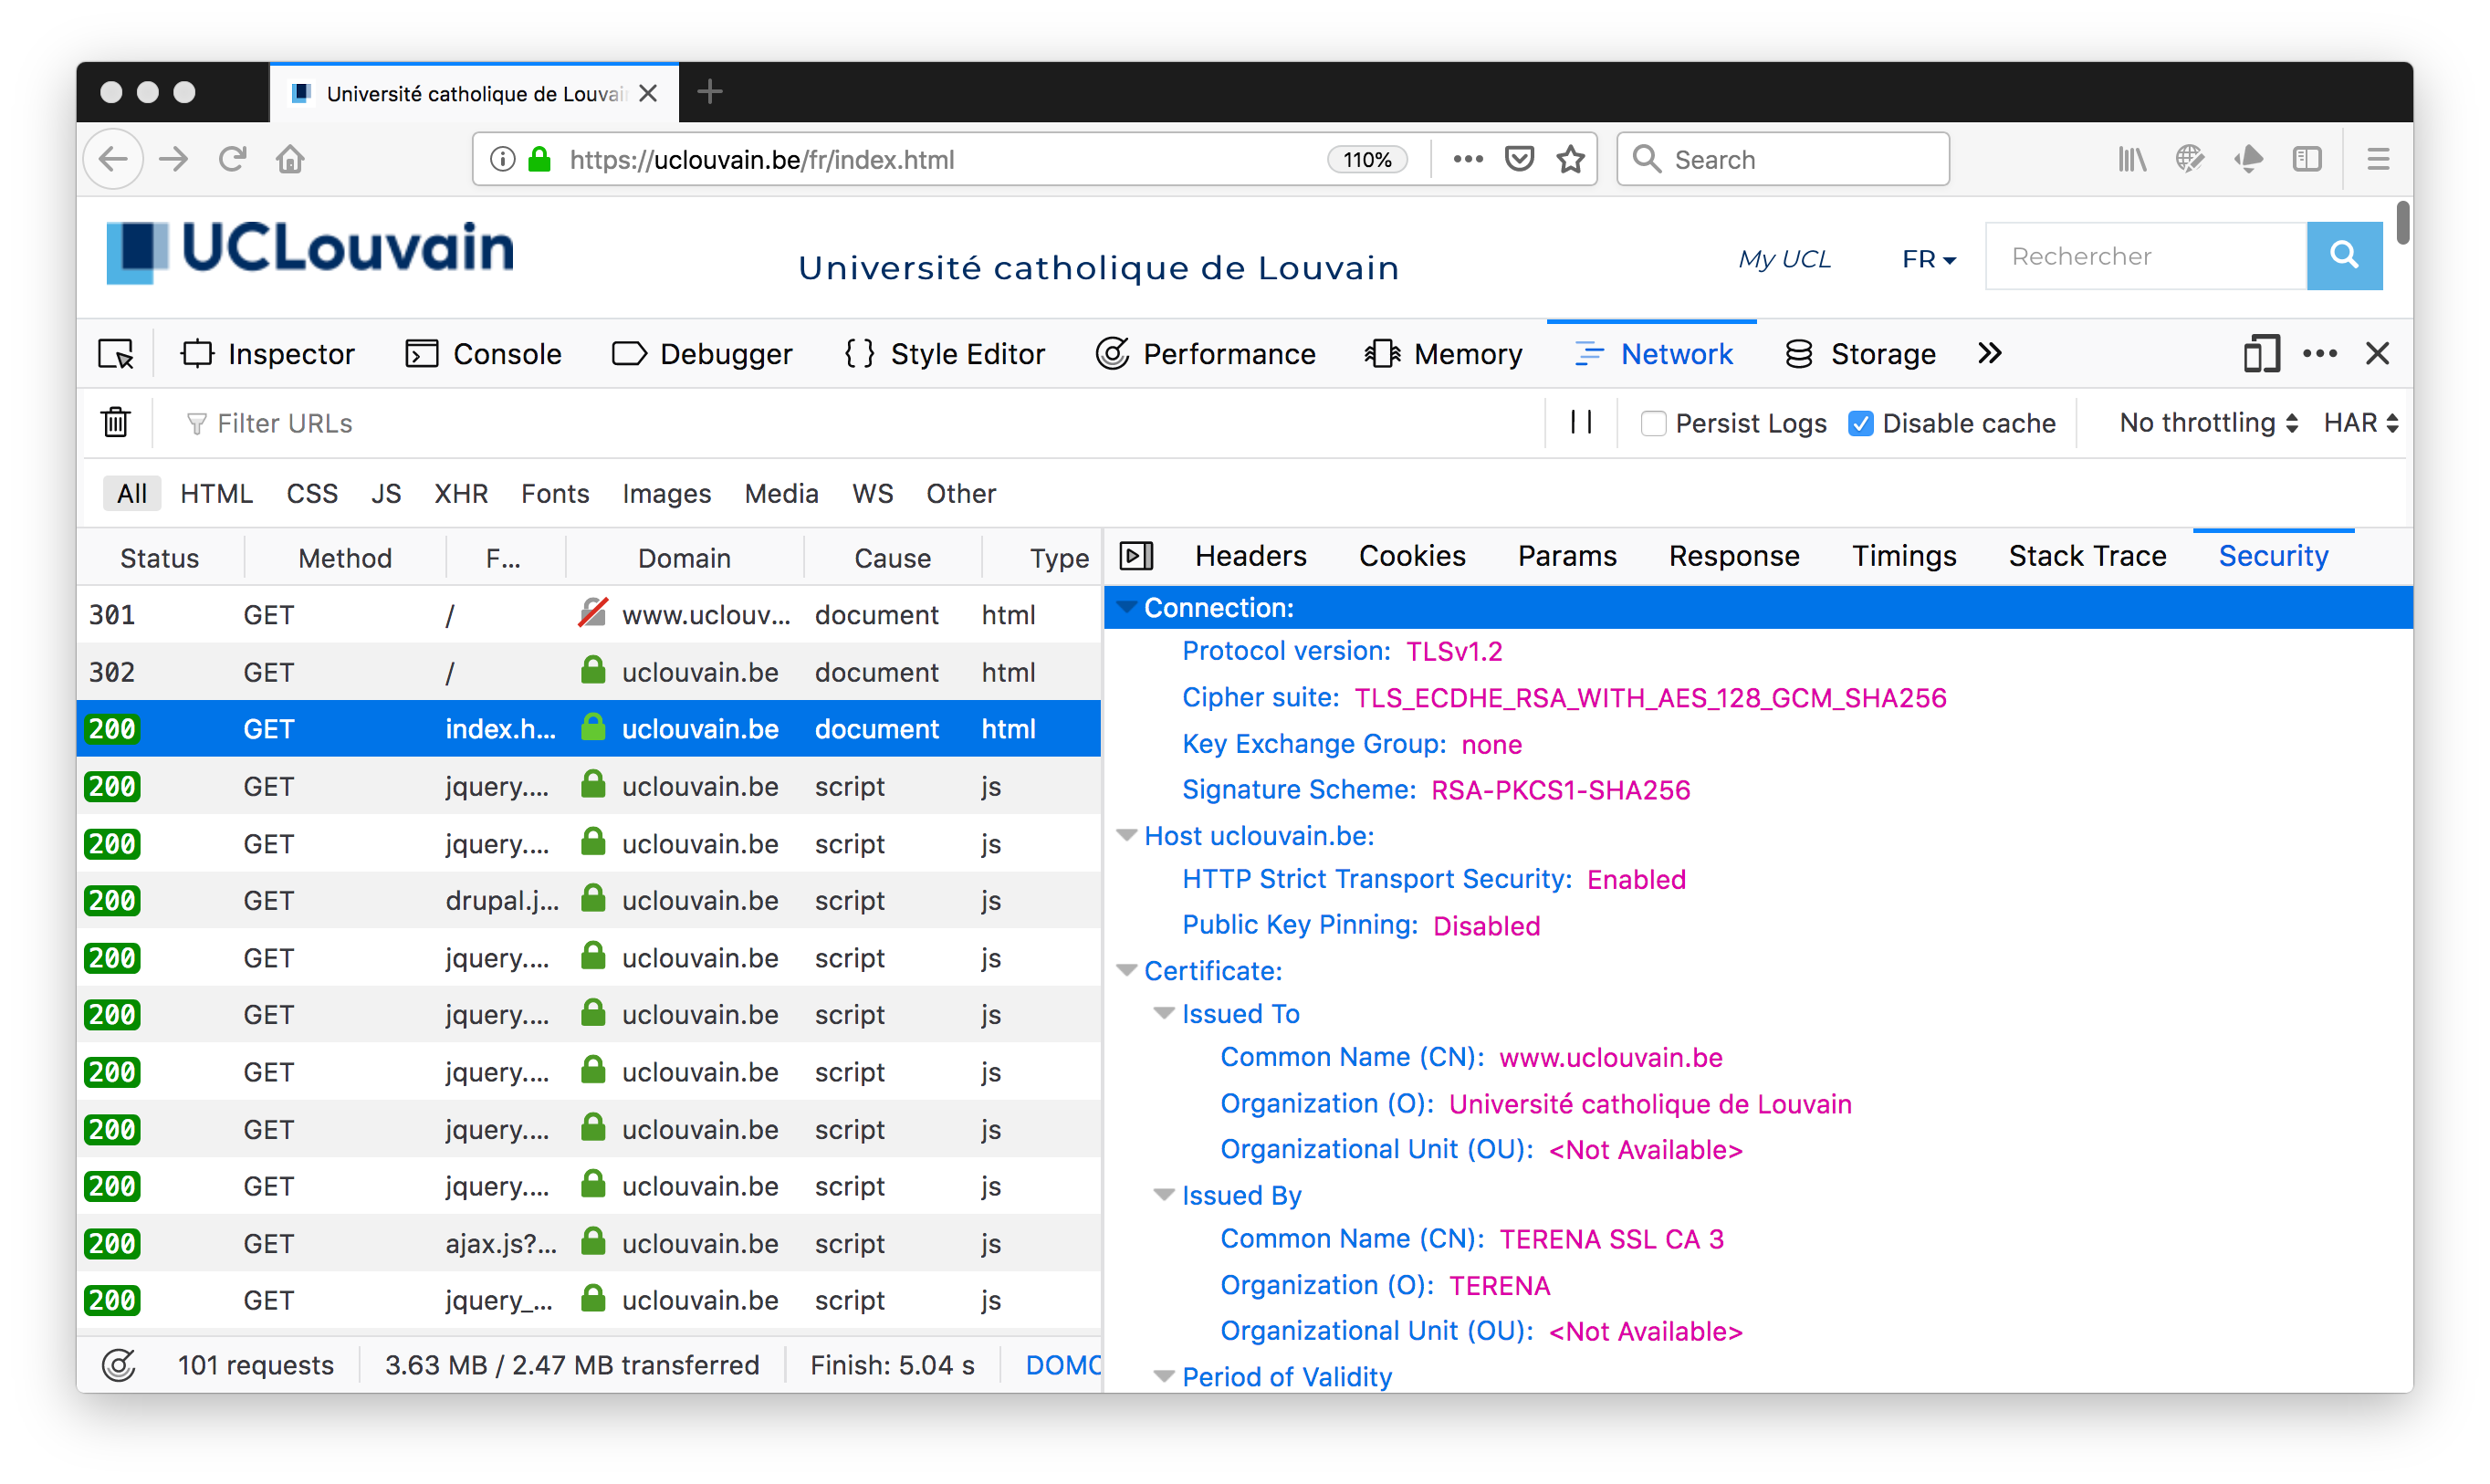 Université catholique de Louvai
https://uclouvain.be/fr/index.html 110% Search
UCLouvain Université catholique de Louvain My UCL FR Rechercher
Inspector Console Debugger { } Style Editor Performance Memory Network Storage »
Filter URLs Persist Logs Disable cache No throttling HAR
All HTML CSS JS XHR Fonts Images Media WS Other
Status Method F... Domain Cause Type
301 GET / www.uclouv... document html
302 GET / uclouvain.be document html
200 GET index.h... uclouvain.be document html
200 GET jquery.... uclouvain.be script js
200 GET jquery.... uclouvain.be script js
200 GET drupal.j... uclouvain.be script js
200 GET jquery.... uclouvain.be script js
200 GET jquery.... uclouvain.be script js
200 GET jquery.... uclouvain.be script js
200 GET jquery.... uclouvain.be script js
200 GET jquery.... uclouvain.be script js
200 GET ajax.js?... uclouvain.be script js
200 GET jquery_... uclouvain.be script js
101 requests 3.63 MB / 2.47 MB transferred Finish: 5.04 s DOMC
Headers Cookies Params Response Timings Stack Trace Security
Connection:
Protocol version: TLSv1.2
Cipher suite: TLS_ECDHE_RSA_WITH_AES_128_GCM_SHA256
Key Exchange Group: none
Signature Scheme: RSA-PKCS1-SHA256
Host uclouvain.be:
HTTP Strict Transport Security: Enabled
Public Key Pinning: Disabled
Certificate:
Issued To
Common Name (CN): www.uclouvain.be
Organization (O): Université catholique de Louvain
Organizational Unit (OU): <Not Available>
Issued By
Common Name (CN): TERENA SSL CA 3
Organization (O): TERENA
Organizational Unit (OU): <Not Available>
Period of Validity